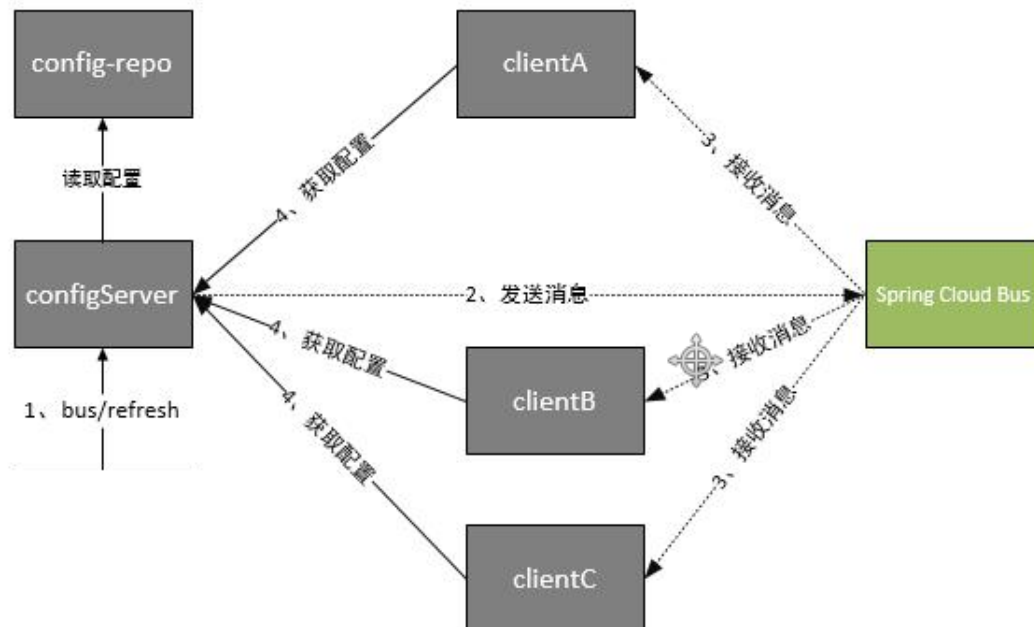 config-repo
clientA
读取配置
4、获取配置
3、接收消息
configServer
2、发送消息
Spring Cloud Bus
4、获取配置
3、接收消息
clientB
1、bus/refresh
4、获取配置
3、接收消息
clientC